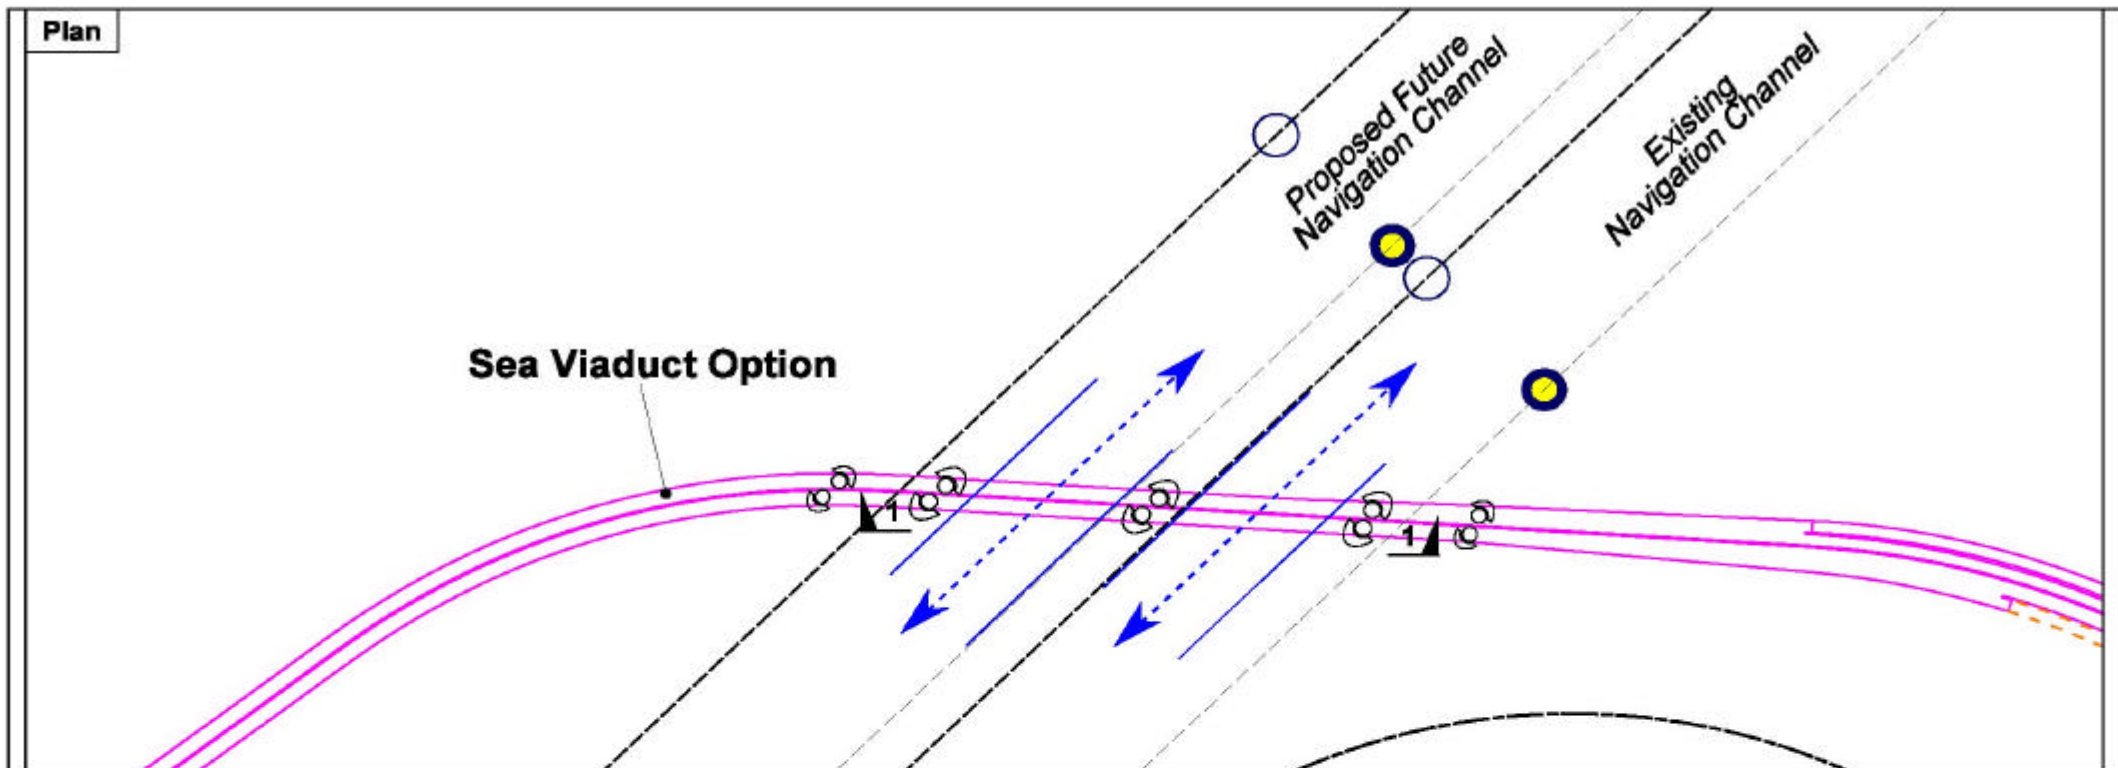 Plan
Proposed Future
Navigation Channel
Existing
Navigation Channel
Sea Viaduct Option
1
1